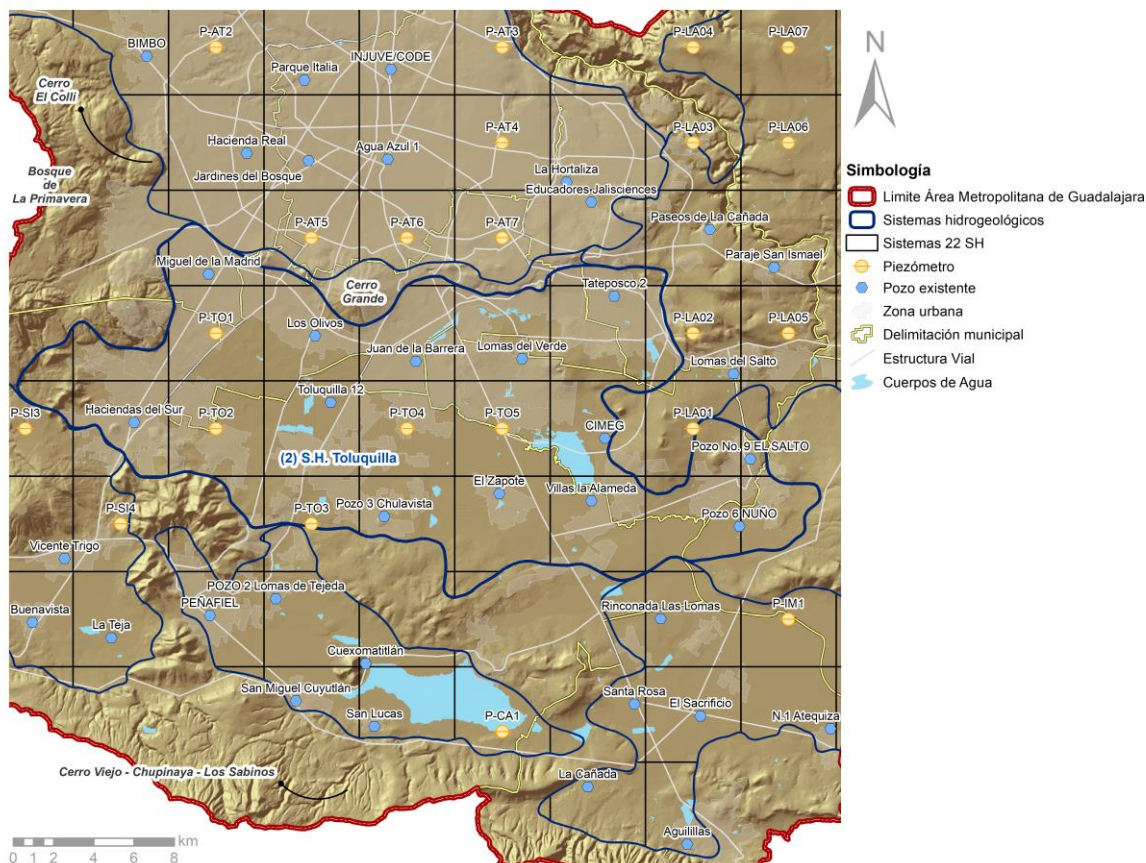 P-AT2
P-AT3
P-LA04
P-LA07
BIMBO
Parque Italia
INJUVE/CODE
Cerro
El Colli
Hacienda Real
Jardines del Bosque
Agua Azul 1
P-AT4
P-LA03
P-LA06
Bosque
de
La Primavera
La Hortaliza
Educadores Jaliscences
P-AT5
P-AT6
P-AT7
Paseos de La Cañada
Miguel de la Madrid
Paraje San Ismael
Cerro
Grande
Tateposco 2
P-TO1
Los Olivos
P-LA02
P-LA05
Juan de la Barrera
Lomas del Verde
Lomas del Salto
Toluquilla 12
P-SI3
Haciendas del Sur
P-TO2
P-TO4
P-TO5
CIMEG
P-LA01
(2) S.H. Toluquilla
Pozo No. 9 EL SALTO
El Zapote
Villas la Alameda
P-SI4
P-TO3
Pozo 3 Chulavista
Pozo 6 NUÑO
Vicente Trigo
POZO 2 Lomas de Tejeda
Buenavista
PEÑAFIEL
Rinconada Las Lomas
P-IM1
La Teja
Cuexomatitlán
San Miguel Cuyutlán
San Lucas
P-CA1
Santa Rosa
El Sacrificio
N.1 Atequiza
Cerro Viejo - Chupinaya - Los Sabinos
La Cañada
Aguilillas
km
0 1 2 4 6 8
N
Simbología
Limite Área Metropolitana de Guadalajara
Sistemas hidrogeológicos
Sistemas 22 SH
Piezómetro
Pozo existente
Zona urbana
Delimitación municipal
Estructura Vial
Cuerpos de Agua